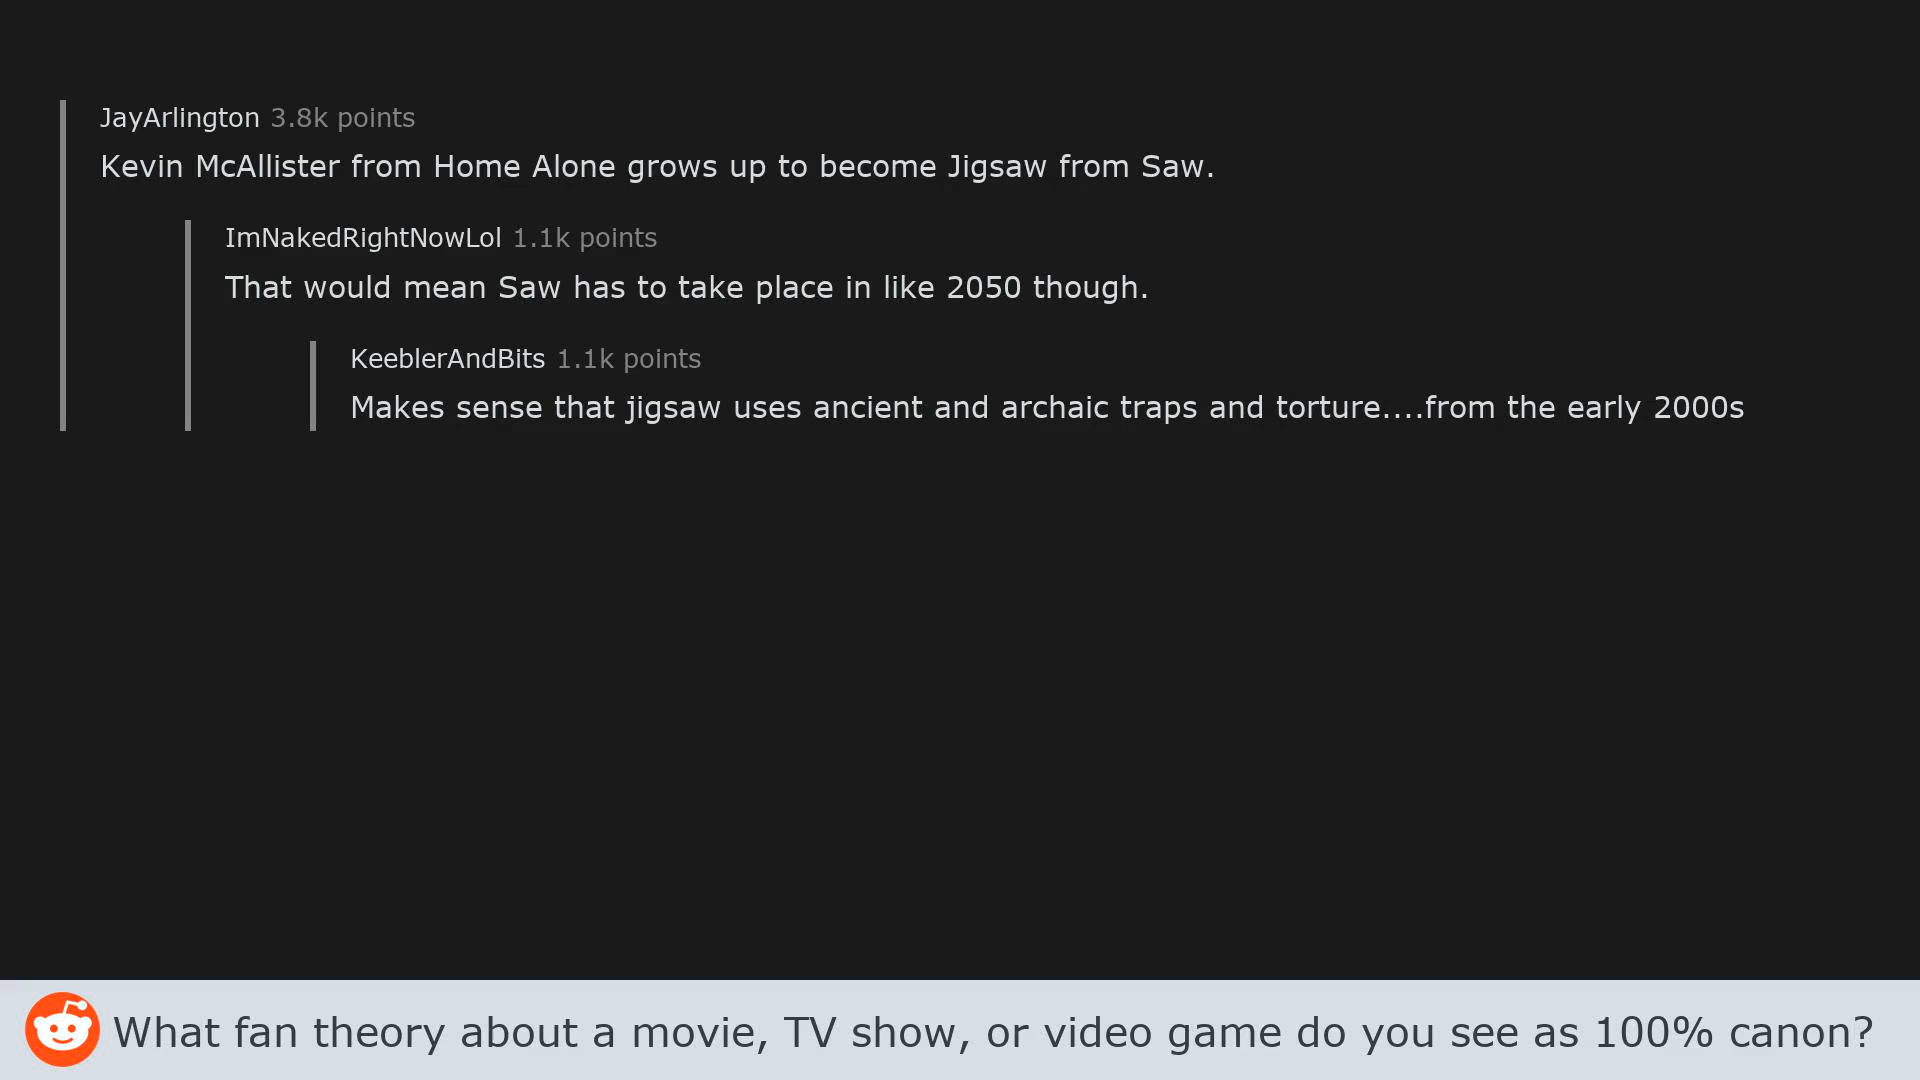 JayArlington 3.8k points
Kevin McAllister from Home Alone grows up to become Jigsaw from Saw.
ImNakedRightNowLol 1.1k points
That would mean Saw has to take place in like 2050 though.
KeeblerAndBits 1.1k points
Makes sense that jigsaw uses ancient and archaic traps and torture....from the early 2000s
What fan theory about a movie, TV show, or video game do you see as 100% canon?